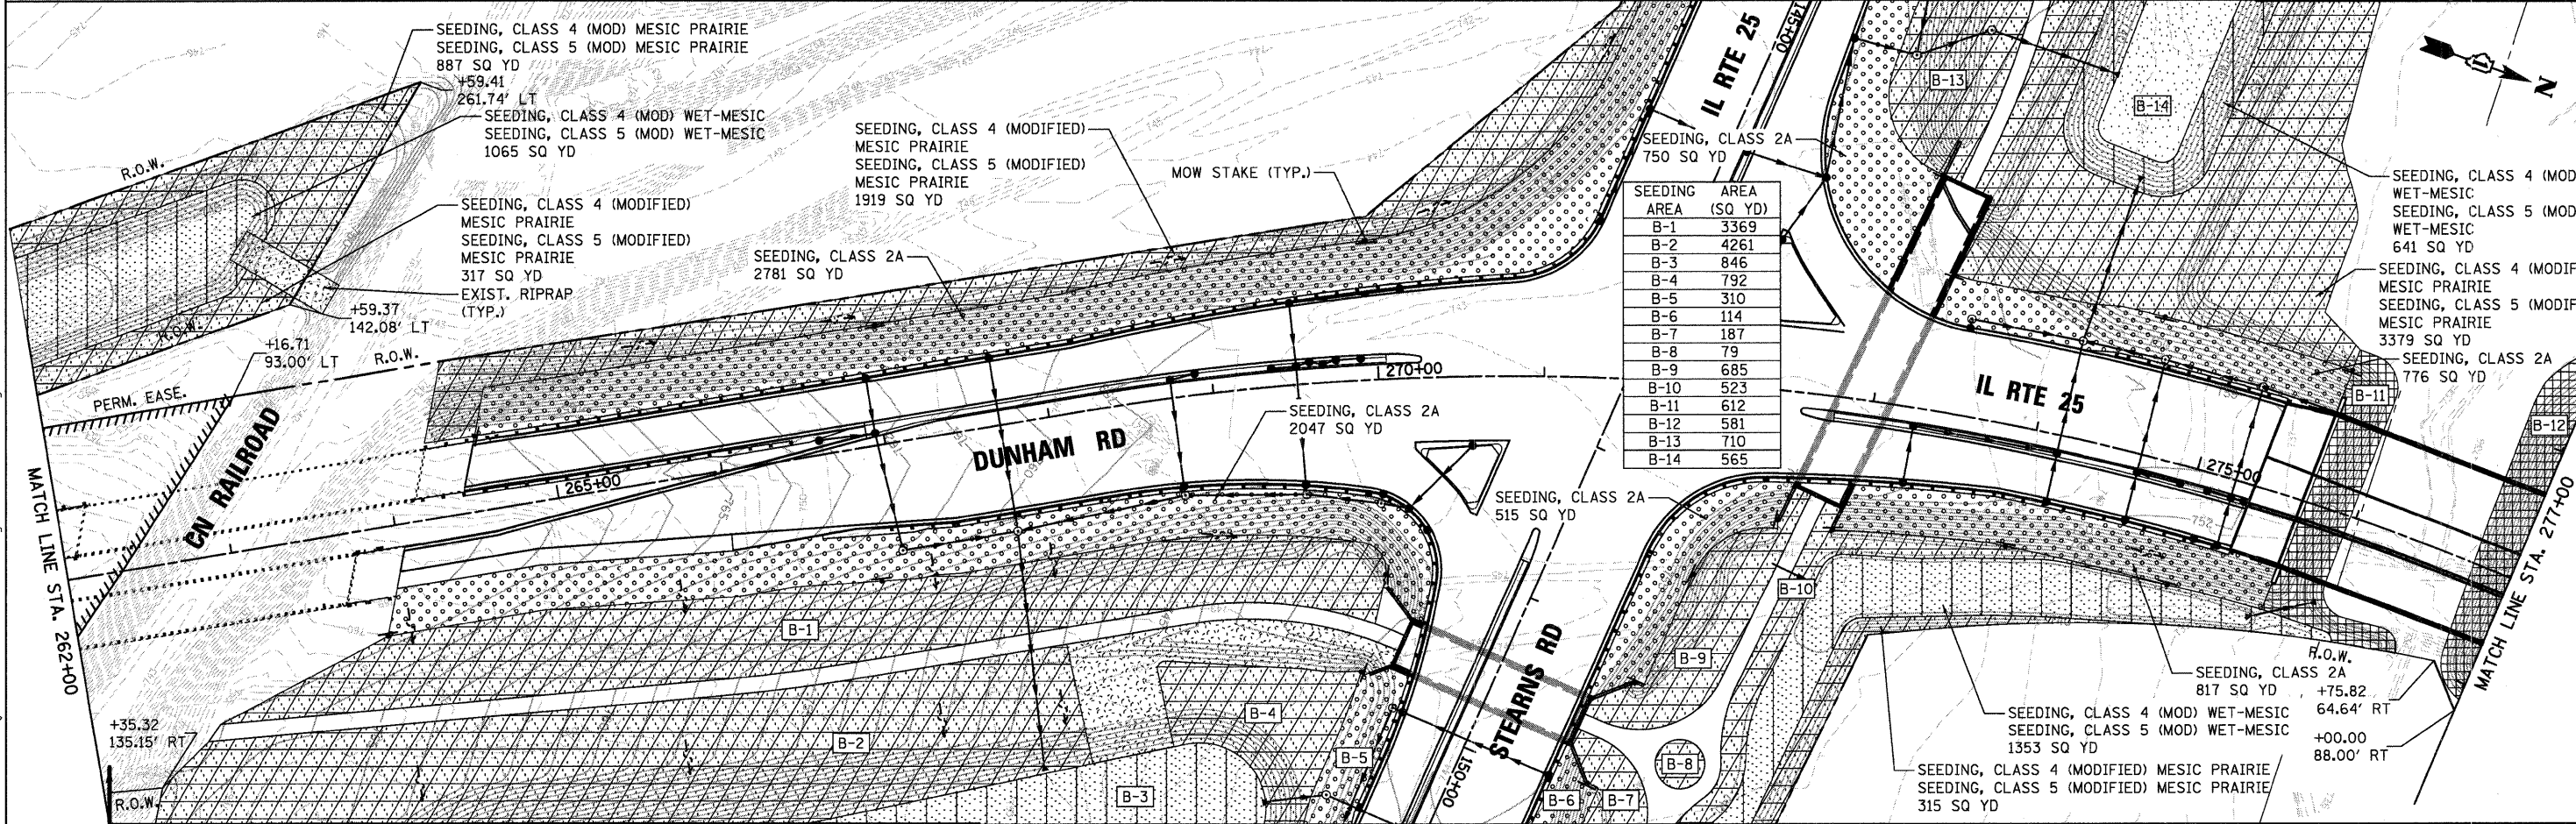 SEEDING, CLASS 4 (MOD) MESIC PRAIRIE
SEEDING, CLASS 5 (MOD) MESIC PRAIRIE
887 SQ YD
+59.41
261.74' LT
SEEDING, CLASS 4 (MOD) WET-MESIC
SEEDING, CLASS 5 (MOD) WET-MESIC
1065 SQ YD
R.O.W.
SEEDING, CLASS 4 (MODIFIED)
MESIC PRAIRIE
SEEDING, CLASS 5 (MODIFIED)
MESIC PRAIRIE
317 SQ YD
EXIST. RIPRAP
(TYP.)
+59.37
142.08' LT
R.O.W.
+16.71
93.00' LT
R.O.W.
PERM. EASE.
CN RAILROAD
MATCH LINE STA. 262+00
+35.32
135.15' RT
R.O.W.
SEEDING, CLASS 4 (MODIFIED)
MESIC PRAIRIE
SEEDING, CLASS 5 (MODIFIED)
MESIC PRAIRIE
1919 SQ YD
MOW STAKE (TYP.)
SEEDING, CLASS 2A
2781 SQ YD
265+00
DUNHAM RD
270+00
SEEDING, CLASS 2A
2047 SQ YD
B-1
B-2
B-3
B-4
B-5
IL RTE 25
145+00
SEEDING, CLASS 2A
750 SQ YD
SEEDING AREA
AREA (SQ YD)
B-1 3369
B-2 4261
B-3 846
B-4 792
B-5 310
B-6 114
B-7 187
B-8 79
B-9 685
B-10 523
B-11 612
B-12 581
B-13 710
B-14 565
SEEDING, CLASS 2A
515 SQ YD
STEARNS RD
150+00
B-6
B-7
B-8
B-9
B-10
B-13
B-14
N
SEEDING, CLASS 4 (MOD
WET-MESIC
SEEDING, CLASS 5 (MOD
WET-MESIC
641 SQ YD
SEEDING, CLASS 4 (MODIF
MESIC PRAIRIE
SEEDING, CLASS 5 (MODIF
MESIC PRAIRIE
3379 SQ YD
SEEDING, CLASS 2A
776 SQ YD
IL RTE 25
B-11
B-12
275+00
752
MATCH LINE STA. 277+00
R.O.W.
SEEDING, CLASS 2A
817 SQ YD
+75.82
64.64' RT
SEEDING, CLASS 4 (MOD) WET-MESIC
SEEDING, CLASS 5 (MOD) WET-MESIC
1353 SQ YD
+00.00
88.00' RT
SEEDING, CLASS 4 (MODIFIED) MESIC PRAIRIE
SEEDING, CLASS 5 (MODIFIED) MESIC PRAIRIE
315 SQ YD